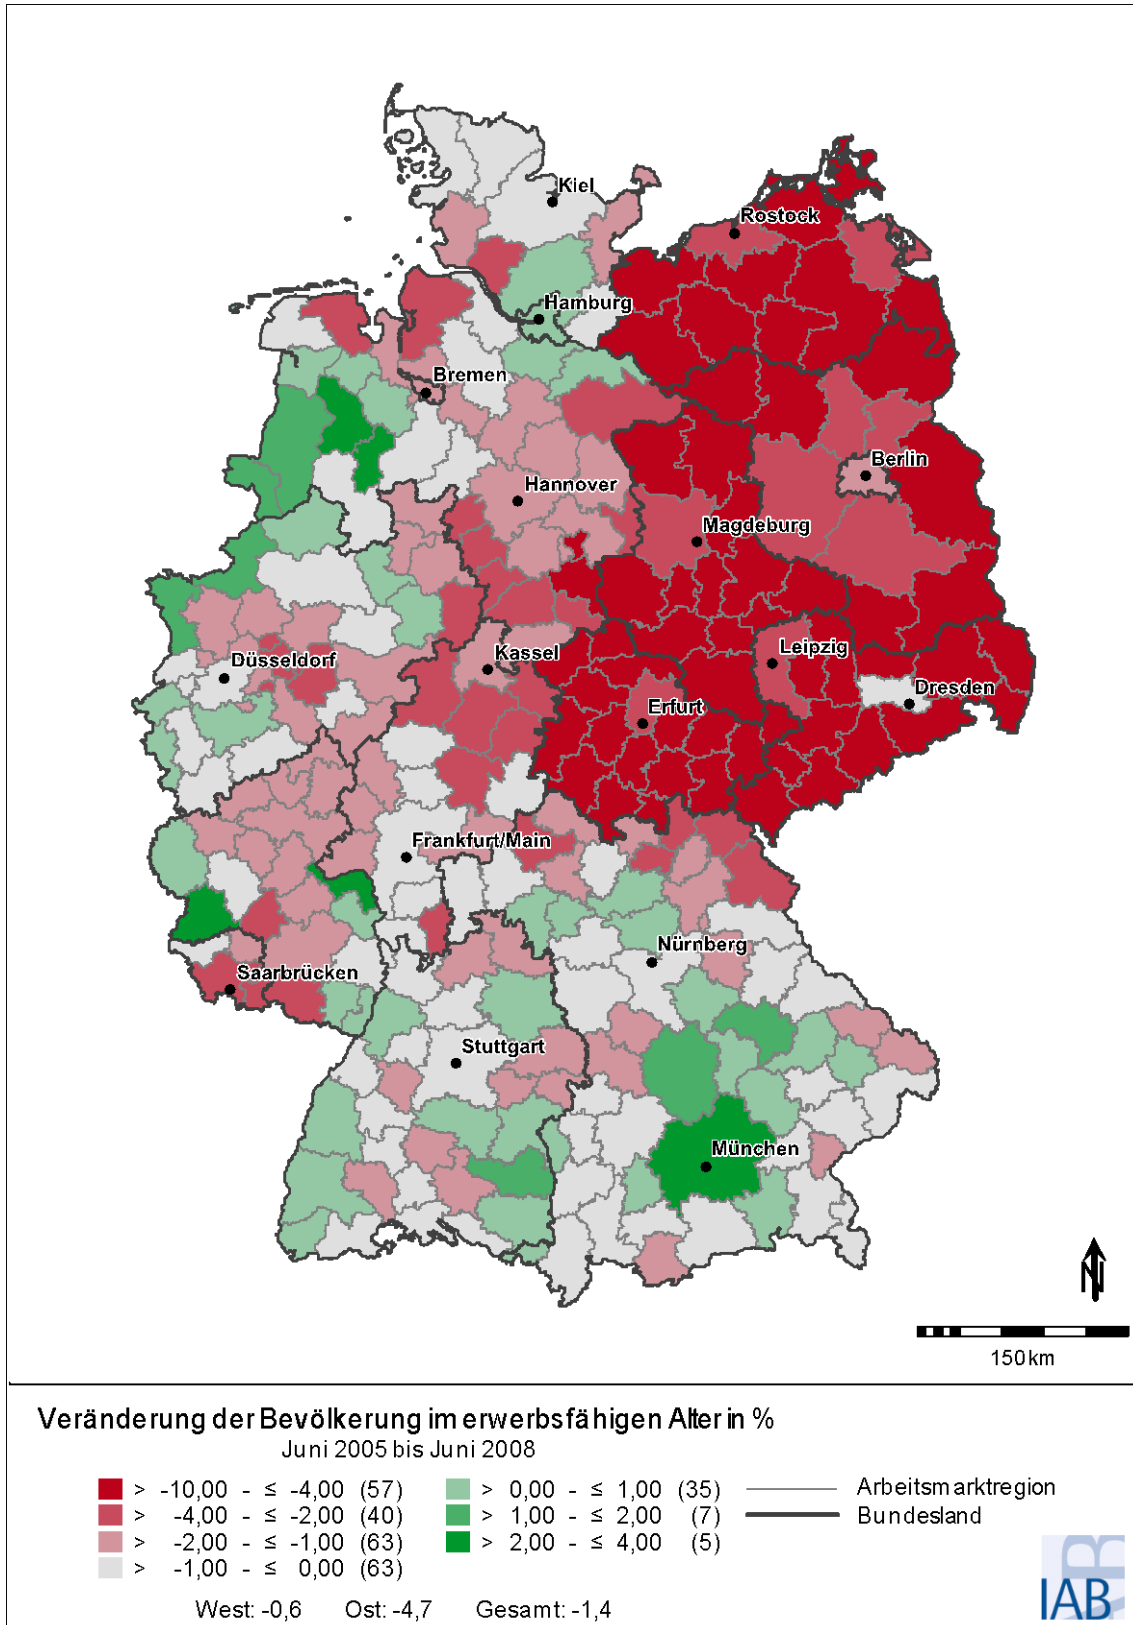 Kiel
Rostock
Hamburg
Bremen
Berlin
Hannover
Magdeburg
Düsseldorf
Kassel
Leipzig
Erfurt
Dresden
Frankfurt/Main
Nürnberg
Saarbrücken
Stuttgart
München
N
150 km
Veränderung der Bevölkerung im erwerbsfähigen Alter in %
Juni 2005 bis Juni 2008
> -10,00 - ≤ -4,00 (57) > 0,00 - ≤ 1,00 (35) Arbeitsmarktregion
> -4,00 - ≤ -2,00 (40) > 1,00 - ≤ 2,00 (7) Bundesland
> -2,00 - ≤ -1,00 (63) > 2,00 - ≤ 4,00 (5)
> -1,00 - ≤ 0,00 (63)
West: -0,6 Ost: -4,7 Gesamt: -1,4
IAB